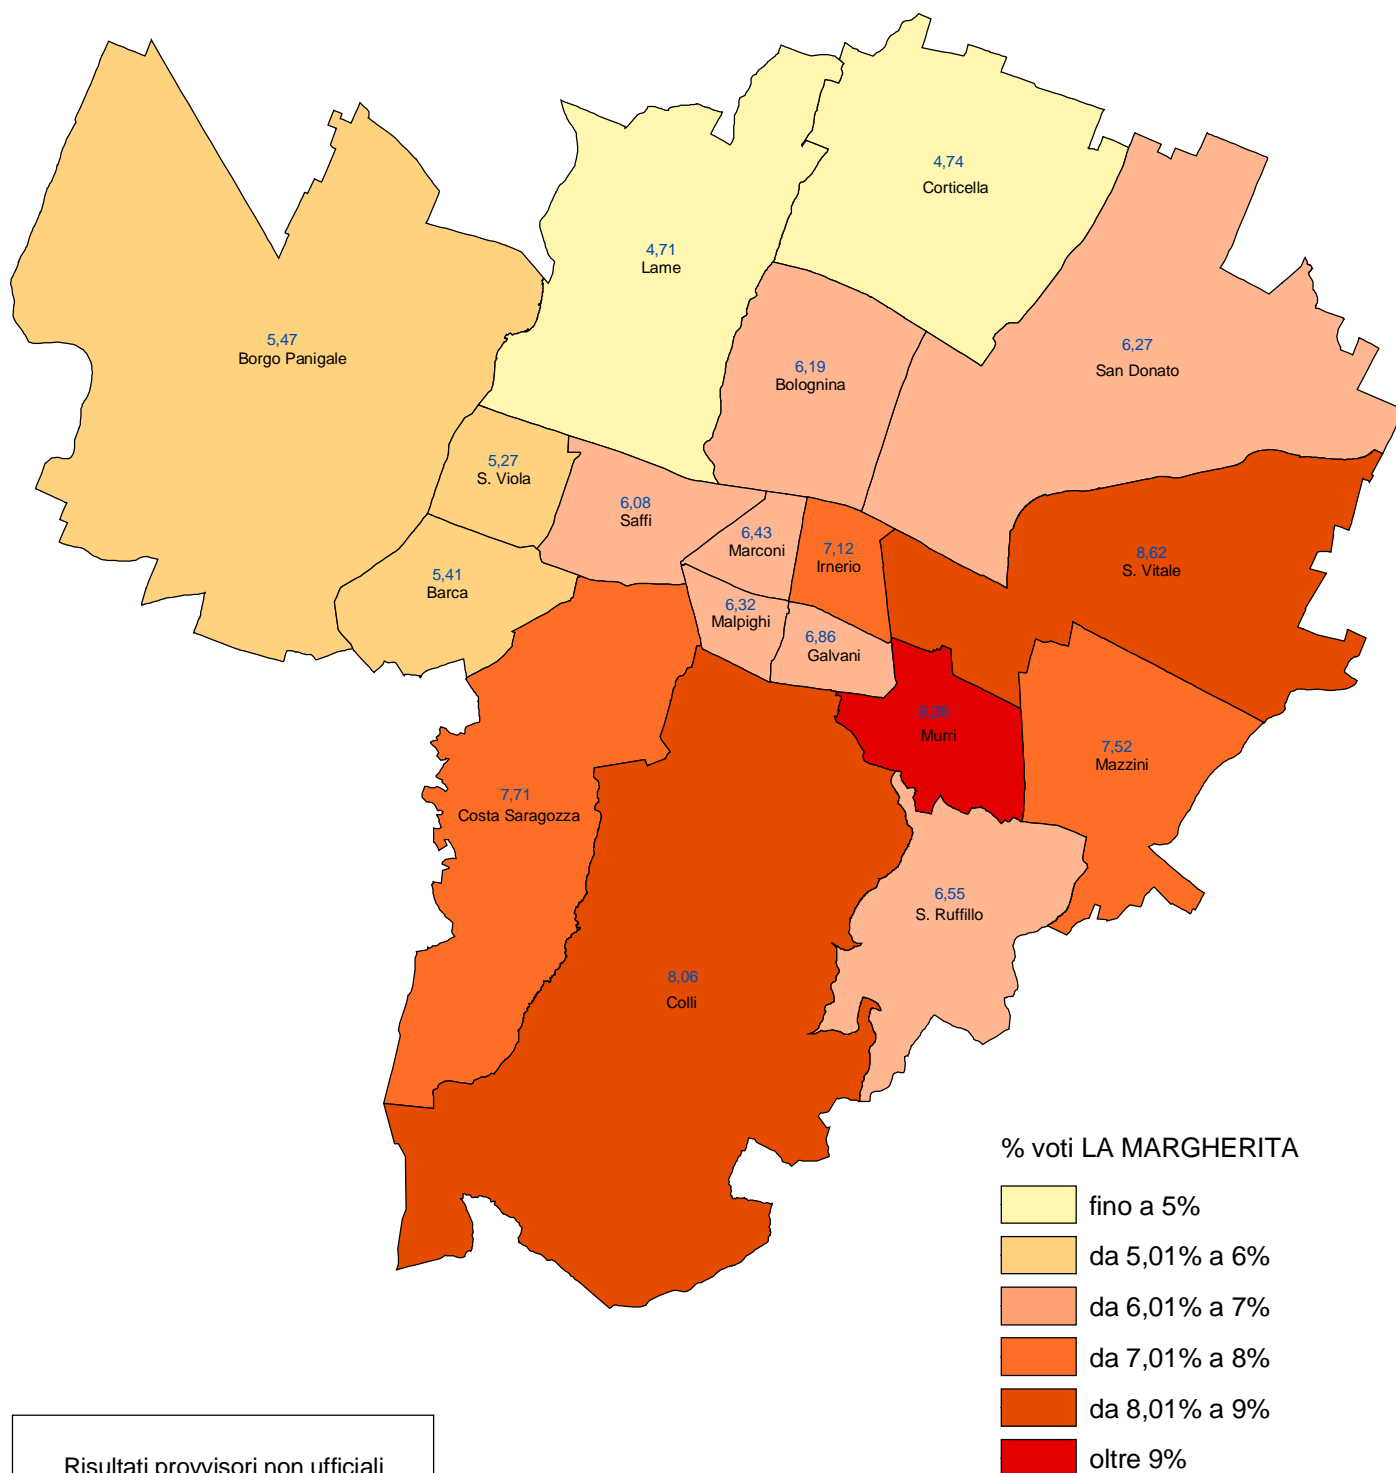 4,74
Corticella
4,71
Lame
5,47
Borgo Panigale
6,27
San Donato
6,19
Bolognina
5,27
S. Viola
6,08
Saffi
6,43
Marconi
7,12
Irnerio
8,62
S. Vitale
5,41
Barca
6,32
Malpighi
6,86
Galvani
9,26
Murri
7,52
Mazzini
7,71
Costa Saragozza
6,55
S. Ruffillo
8,06
Colli
% voti LA MARGHERITA
fino a 5%
da 5,01% a 6%
da 6,01% a 7%
da 7,01% a 8%
da 8,01% a 9%
oltre 9%
Risultati provvisori non ufficiali